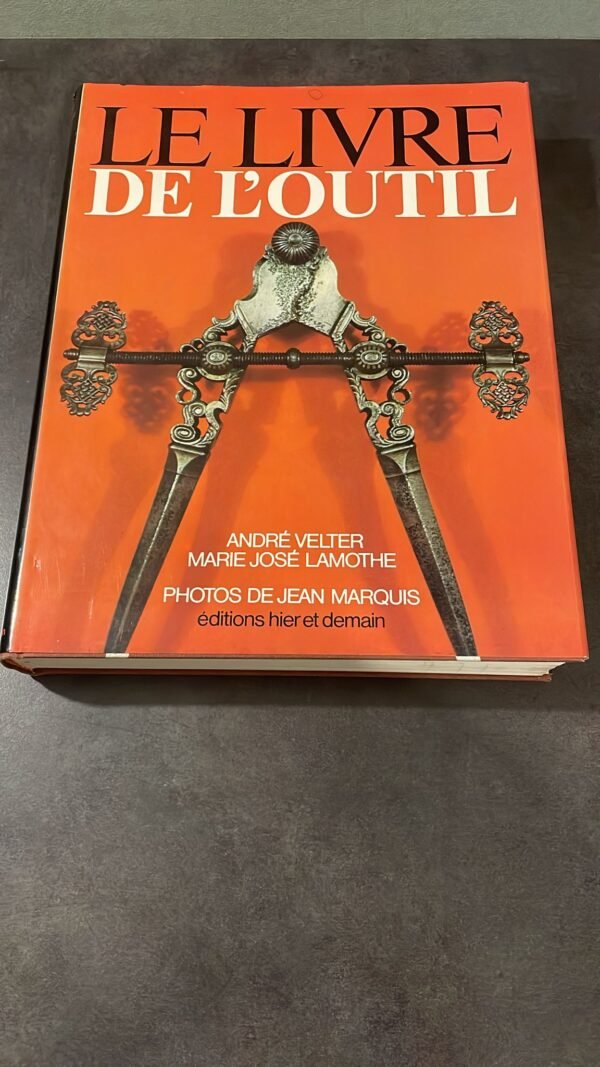 LE LIVRE
DE L'OUTIL
ANDRÉ VELTER
MARIE JOSÉ LAMOTHE
PHOTOS DE JEAN MARQUIS
éditions hier et demain